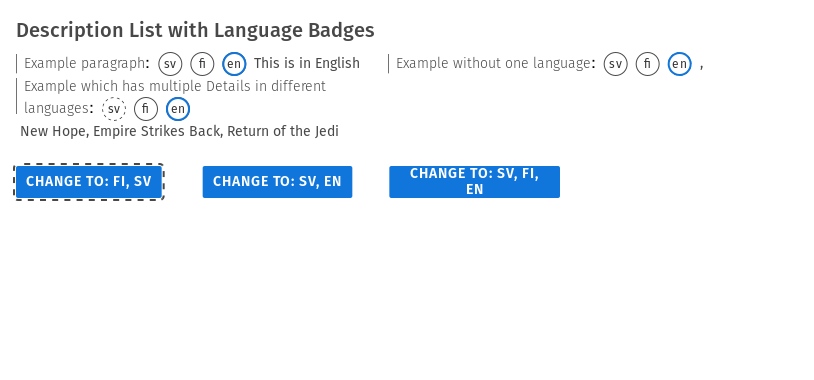 Description List with Language Badges
Example paragraph: sv fi en This is in English
Example without one language: sv fi en ,
Example which has multiple Details in different
languages: sv fi en
New Hope, Empire Strikes Back, Return of the Jedi
CHANGE TO: FI, SV
CHANGE TO: SV, EN
CHANGE TO: SV, FI,
EN